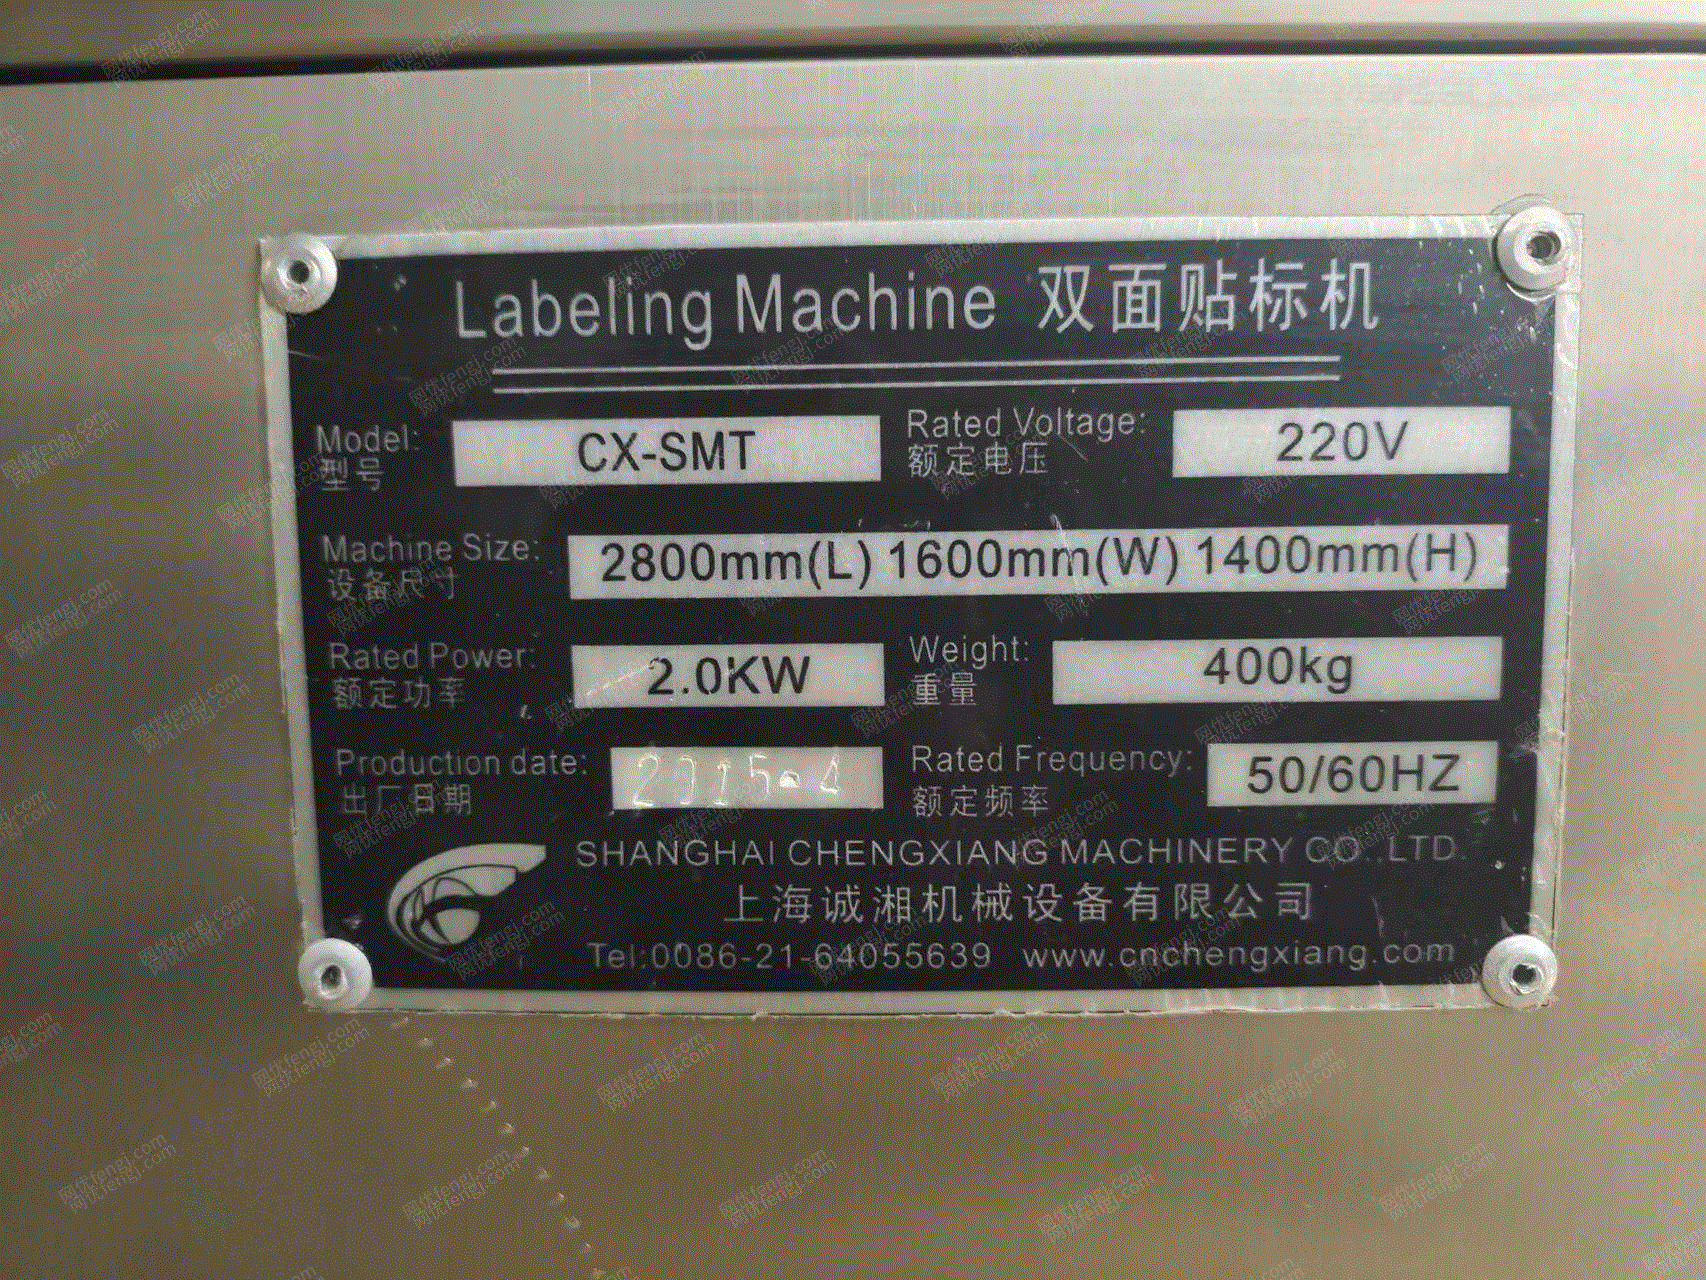 Labeling Machine 双面贴标机
Model: CX-SMT Rated Voltage: 220V
型号 额定电压
Machine Size: 2800mm(L) 1600mm(W) 1400mm(H)
设备尺寸
Rated Power: 2.0KW Weight: 400kg
额定功率 重量
Production date: 2015-4 Rated Frequency: 50/60HZ
出厂日期 额定频率
SHANGHAI CHENGXIANG MACHINERY CO.,LTD.
上海诚湘机械设备有限公司
Tel:0086-21-64055639 www.cnchengxiang.com